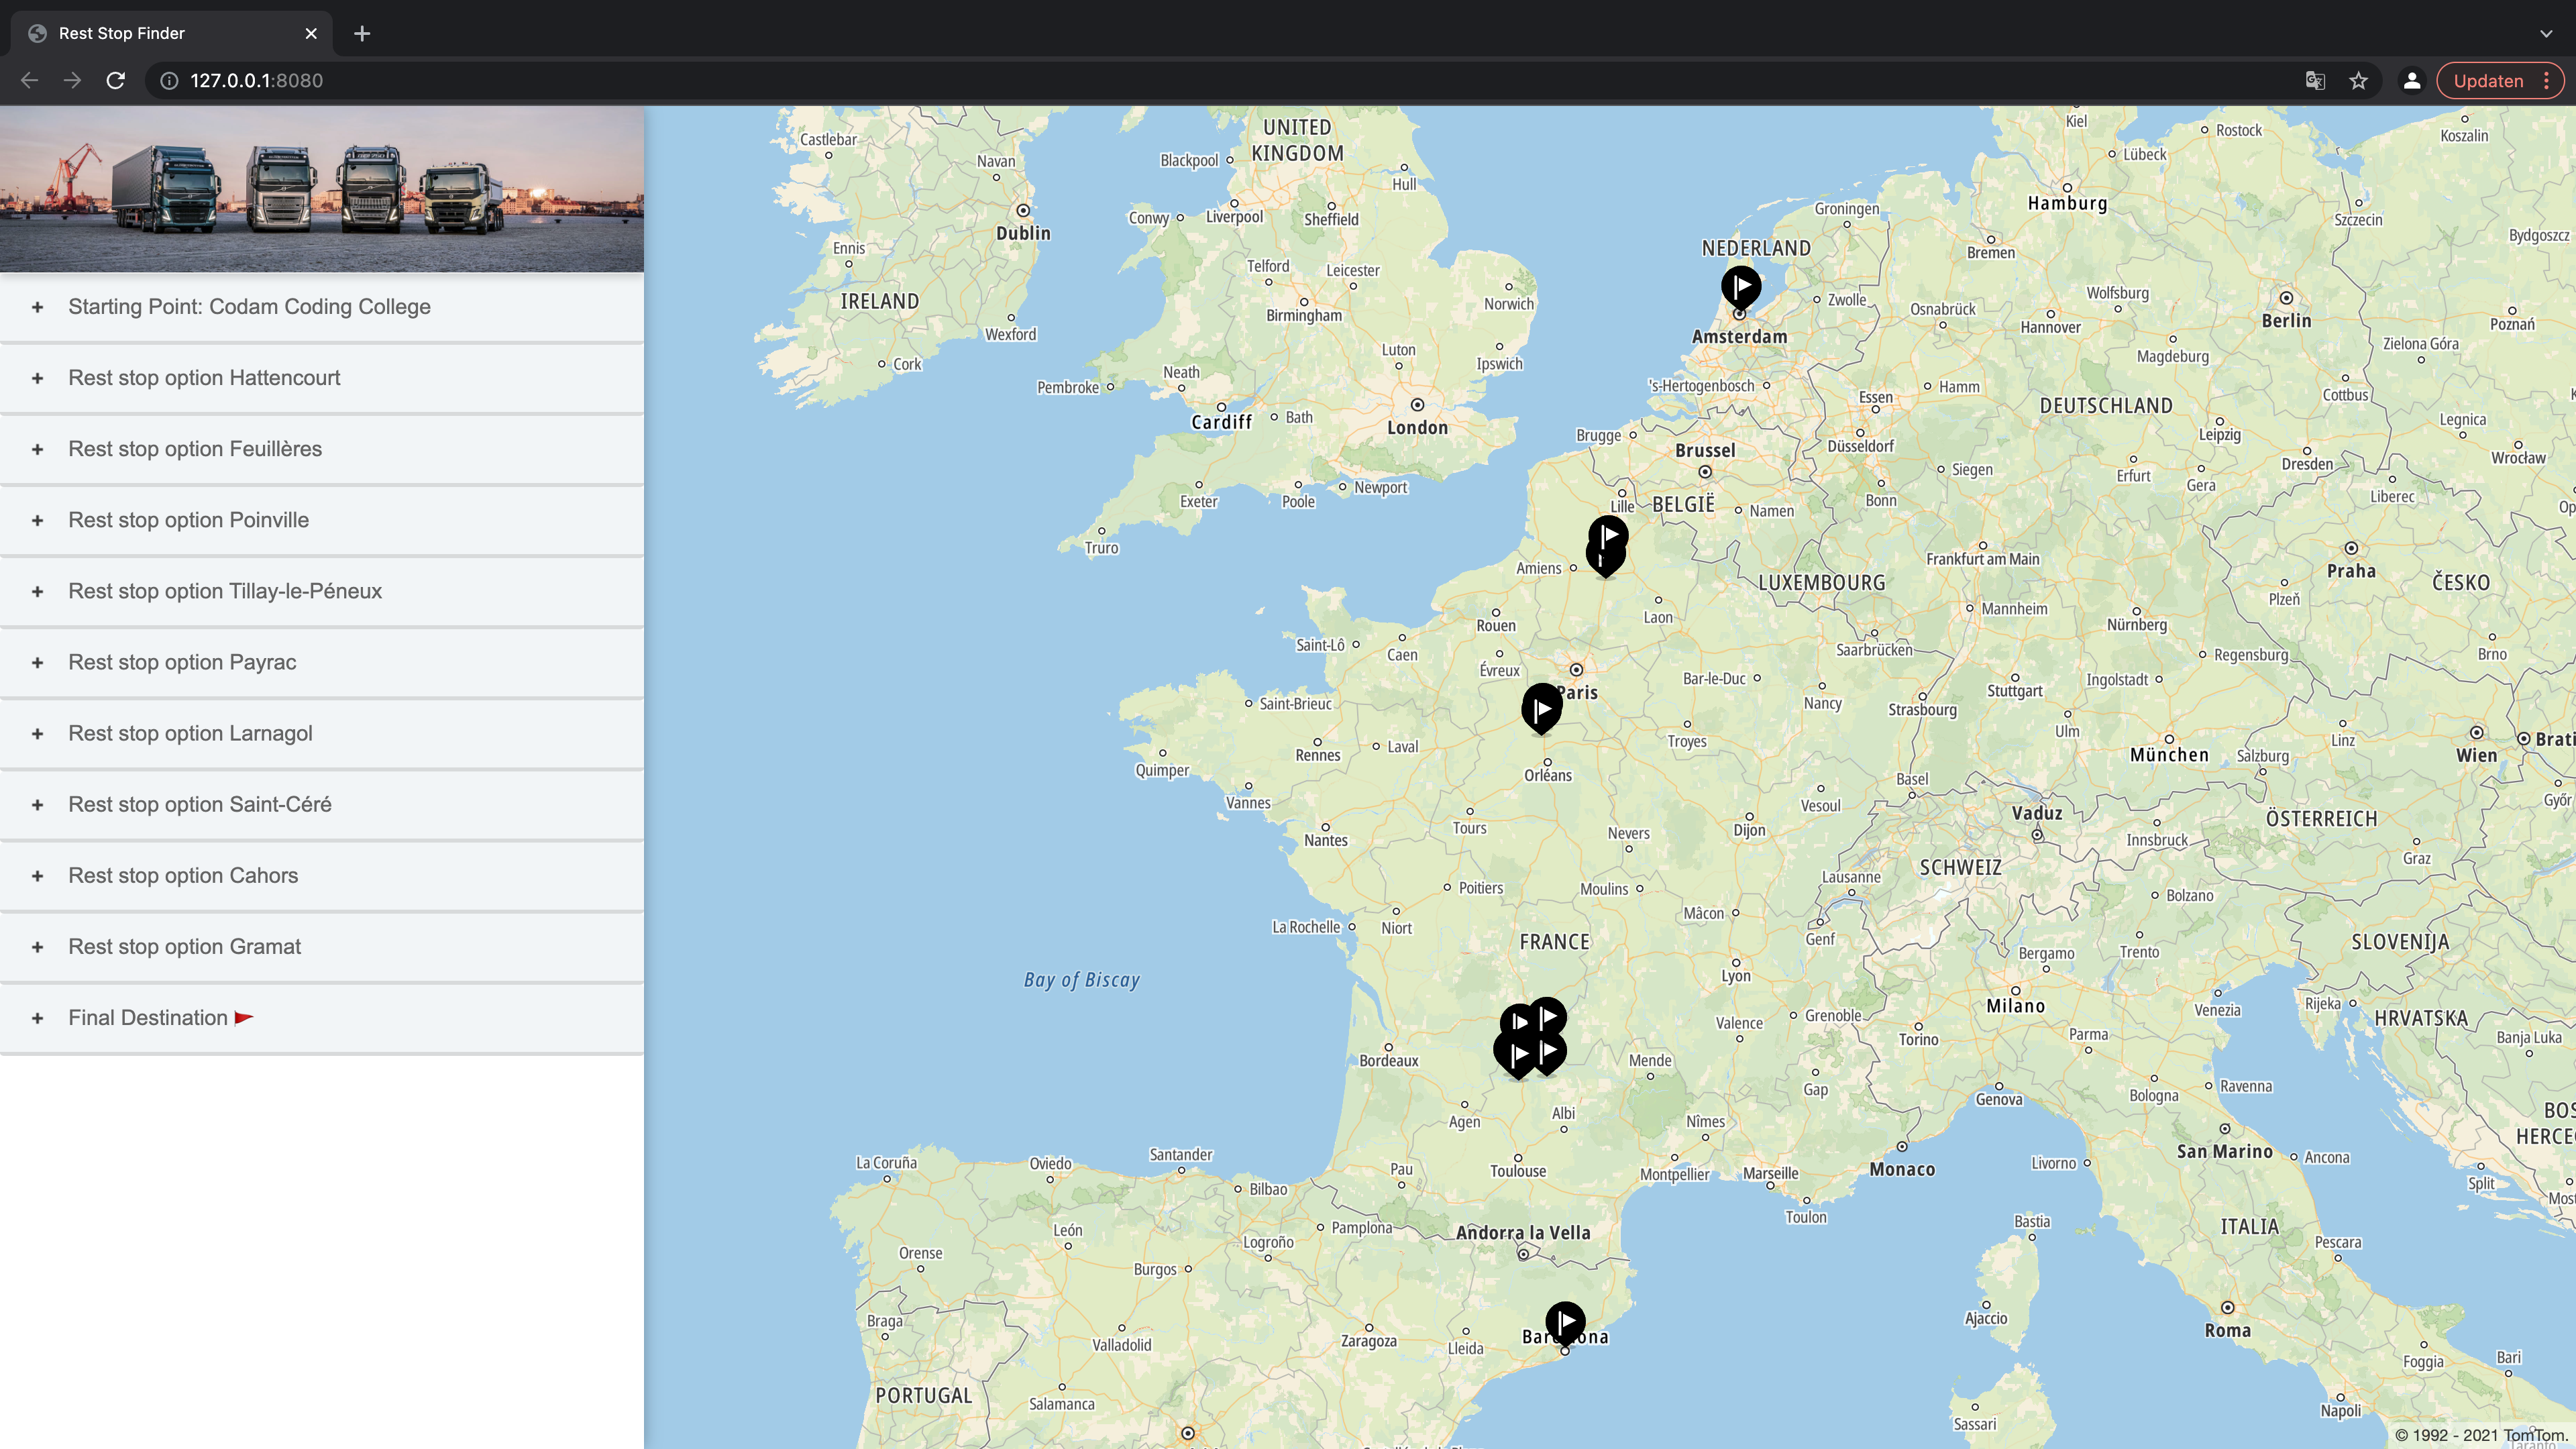 Rest Stop Finder
127.0.0.1:8080
Updaten
Starting Point: Codam Coding College
Rest stop option Hattencourt
Rest stop option Feuillères
Rest stop option Poinville
Rest stop option Tillay-le-Péneux
Rest stop option Payrac
Rest stop option Larnagol
Rest stop option Saint-Céré
Rest stop option Cahors
Rest stop option Gramat
Final Destination
Castlebar
UNITED
KINGDOM
Kiel
Rostock
Koszalin
Navan
Blackpool
Lübeck
Hull
Hamburg
Groningen
Szczecin
Conwy
Liverpool
Sheffield
Dublin
Ennis
NEDERLAND
Bremen
Bydgoszcz
Telford
Leicester
IRELAND
Norwich
Zwolle
Wolfsburg
Osnabrück
Berlin
Birmingham
Hannover
Poznań
Wexford
Amsterdam
Zielona Góra
Luton
Magdeburg
Cork
Ipswich
Neath
Pembroke
's-Hertogenbosch
Hamm
Cottbus
Essen
DEUTSCHLAND
Cardiff
Bath
London
Legnica
Brugge
Leipzig
Düsseldorf
Brussel
Wrocław
Dresden
Siegen
Erfurt
Gera
Exeter
Poole
Newport
Lille
BELGIË
Namen
Bonn
Liberec
Truro
Amiens
Frankfurt am Main
Praha
LUXEMBOURG
ČESKO
Plzeň
Laon
Mannheim
Rouen
Nürnberg
Saint-Lô
Caen
Saarbrücken
Brno
Regensburg
Évreux
Paris
Bar-le-Duc
Stuttgart
Ingolstadt
Saint-Brieuc
Nancy
Strasbourg
Ulm
Rennes
Laval
Troyes
Linz
Wien
Brati
München
Salzburg
Quimper
Orléans
Basel
Vannes
Vesoul
Győr
Vaduz
ÖSTERREICH
Tours
Nevers
Dijon
Innsbruck
Nantes
Graz
SCHWEIZ
Lausanne
Poitiers
Moulins
Bolzano
Mâcon
La Rochelle
Niort
Genf
FRANCE
SLOVENIJA
Trento
Bergamo
Lyon
Bay of Biscay
Rijeka
Milano
Venezia
Grenoble
HRVATSKA
Valence
Parma
Torino
Banja Luka
Bordeaux
Mende
Gap
Ravenna
Bologna
Genova
Albi
Agen
Nîmes
BOS
HERCE
San Marino
Santander
La Coruña
Oviedo
Toulouse
Pau
Montpellier
Marseille
Monaco
Livorno
Ancona
Split
Bilbao
Mos
Toulon
Bastia
León
Pamplona
Andorra la Vella
ITALIA
Logroño
Pescara
Orense
Burgos
Braga
Ajaccio
Roma
Valladolid
Zaragoza
Lleida
Foggia
Bari
PORTUGAL
Salamanca
Napoli
Sassari
© 1992 - 2021 TomTom.